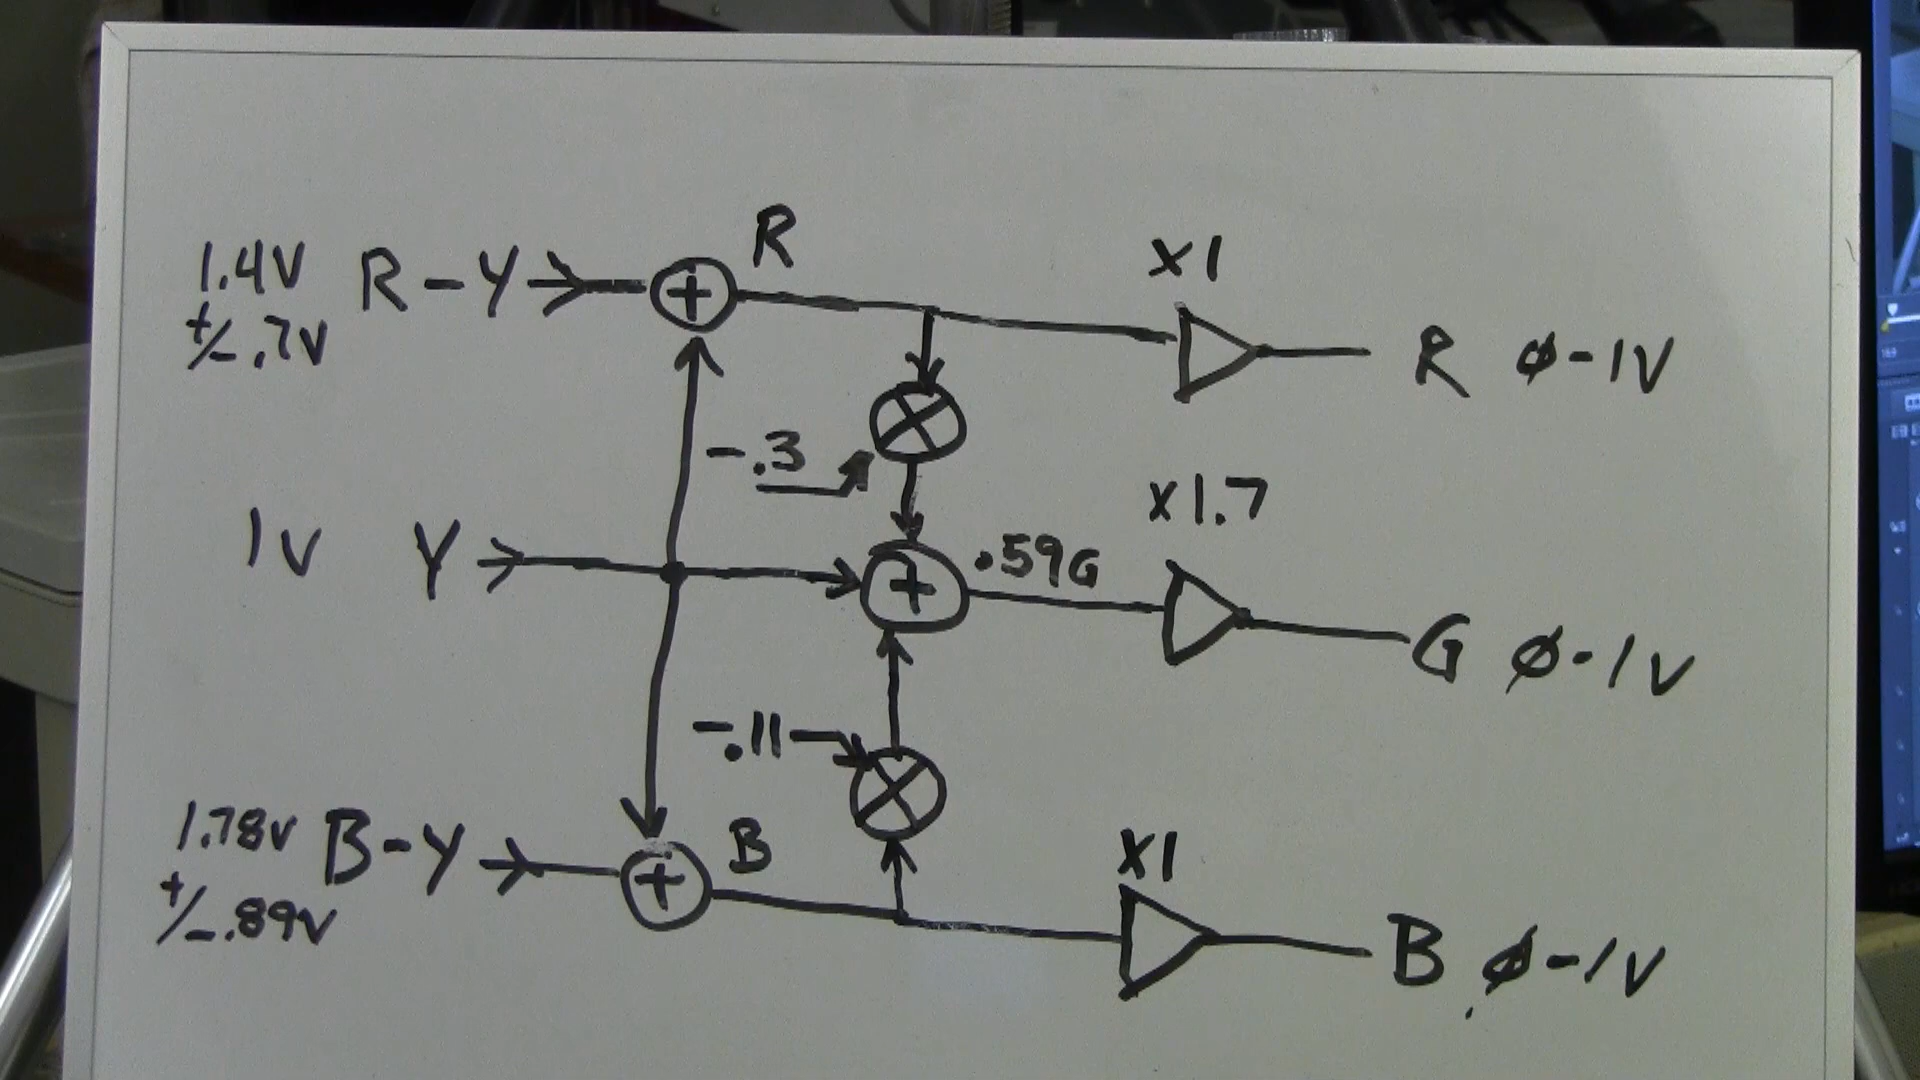 R
1.4V R-Y
+/-.7V
x1
R ø-1V
-.3
1V Y
.59G
x1.7
G ø-1V
-.11
1.78V B-Y
+/-.89V
B
x1
B ø-1V